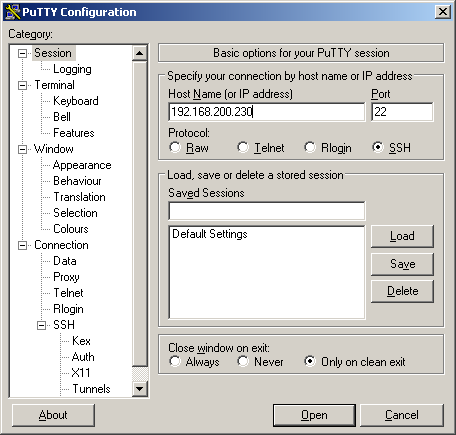 PuTTY Configuration
Category:
Session
Logging
Terminal
Keyboard
Bell
Features
Window
Appearance
Behaviour
Translation
Selection
Colours
Connection
Data
Proxy
Telnet
Rlogin
SSH
Kex
Auth
X11
Tunnels
Basic options for your PuTTY session
Specify your connection by host name or IP address
Host Name (or IP address) Port
192.168.200.230 22
Protocol:
Raw Telnet Rlogin SSH
Load, save or delete a stored session
Saved Sessions
Default Settings
Load
Save
Delete
Close window on exit:
Always Never Only on clean exit
About Open Cancel